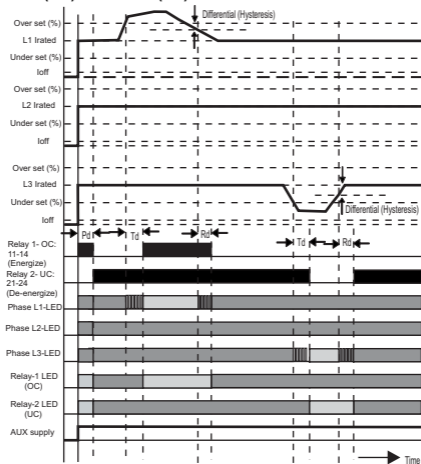 Over set (%)
Differential (Hysteresis)
L1 Irated
Under set (%)
Ioff
Over set (%)
L2 Irated
Under set (%)
Ioff
Over set (%)
L3 Irated
Under set (%)
Differential (Hysteresis)
Ioff
Pd
Td
Rd
Td
Rd
Relay 1- OC:
11-14
(Energize)
Relay 2- UC:
21-24
(De-energize)
Phase L1-LED
Phase L2-LED
Phase L3-LED
Relay-1 LED
(OC)
Relay-2 LED
(UC)
AUX supply
Time